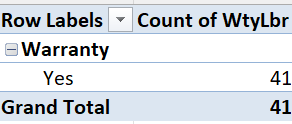 Row Labels Count of WtyLbr
Warranty
Yes 41
Grand Total 41